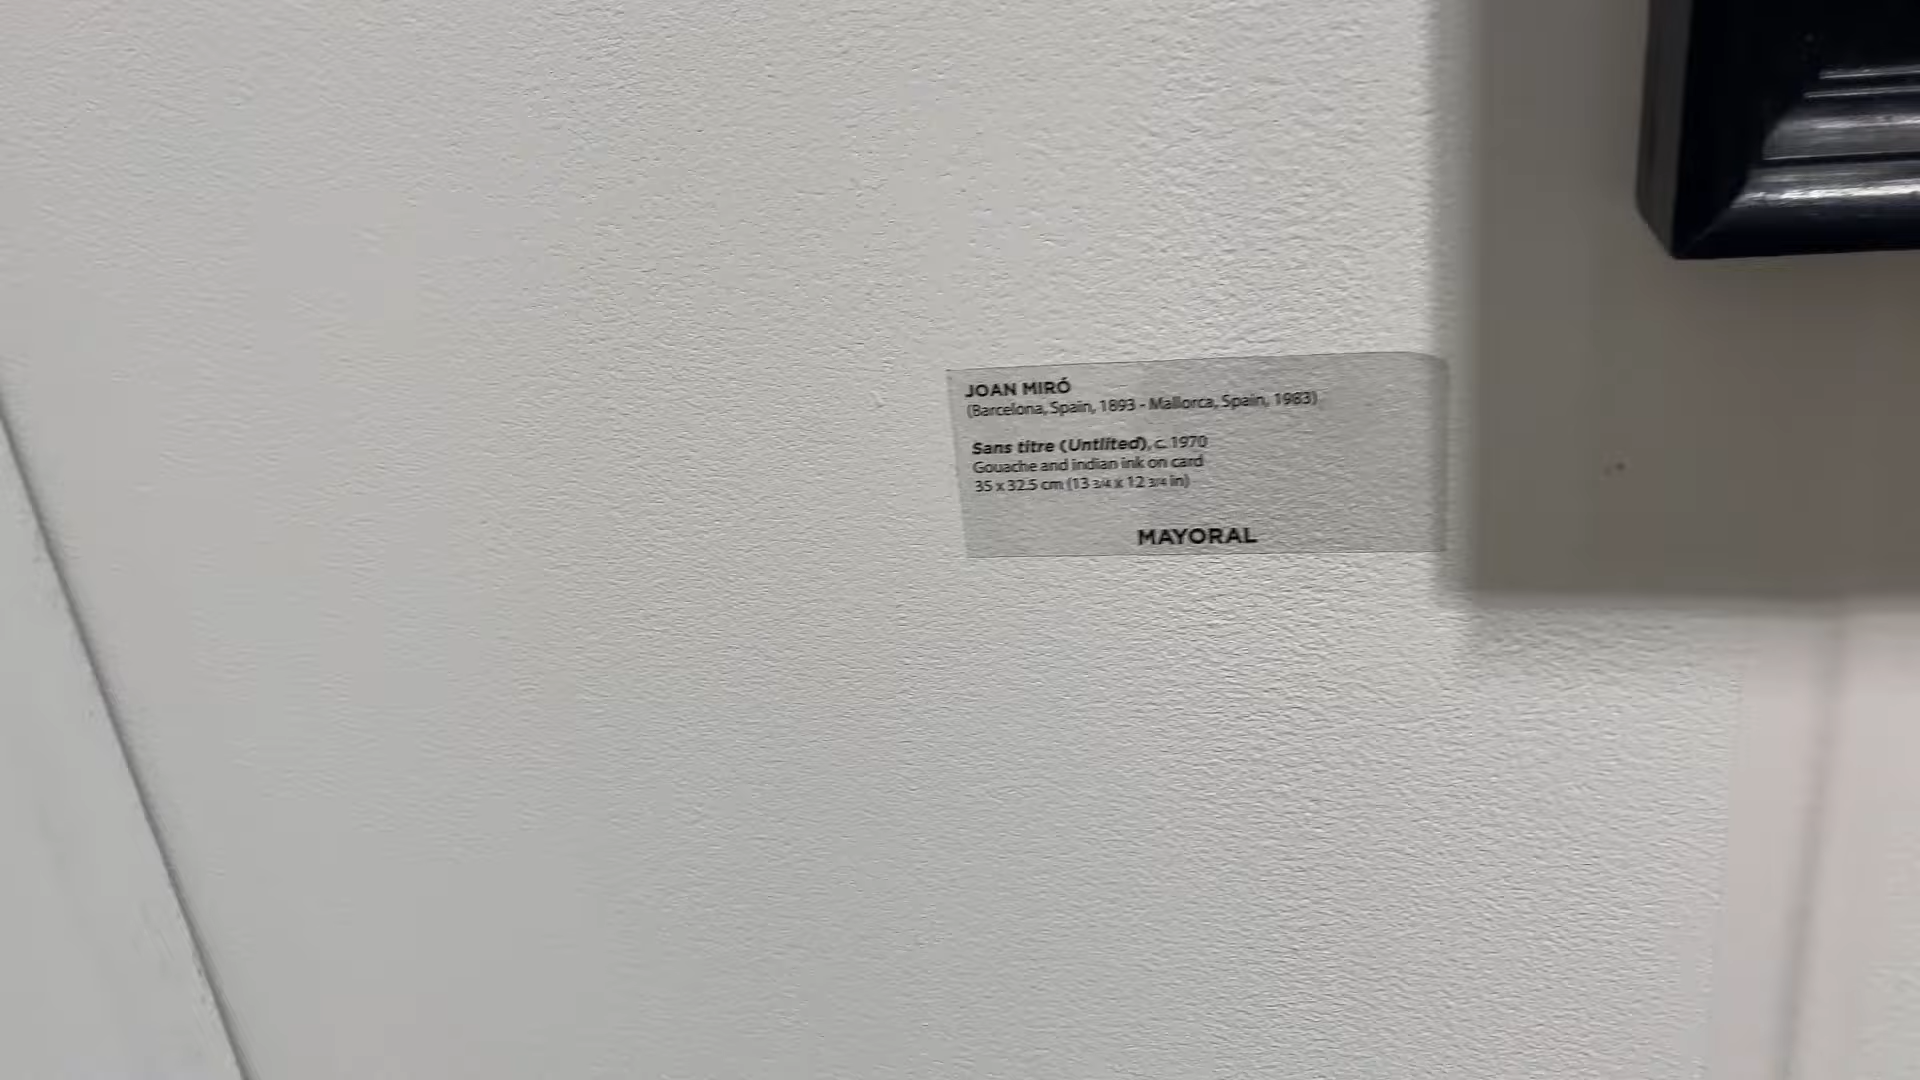 JOAN MIRÓ
(Barcelona, Spain, 1893 - Mallorca, Spain, 1983)
Sans titre (Untlited), c. 1970
Gouache and indian ink on card
35 x 32.5 cm (13 3/4 x 12 3/4 in)
MAYORAL